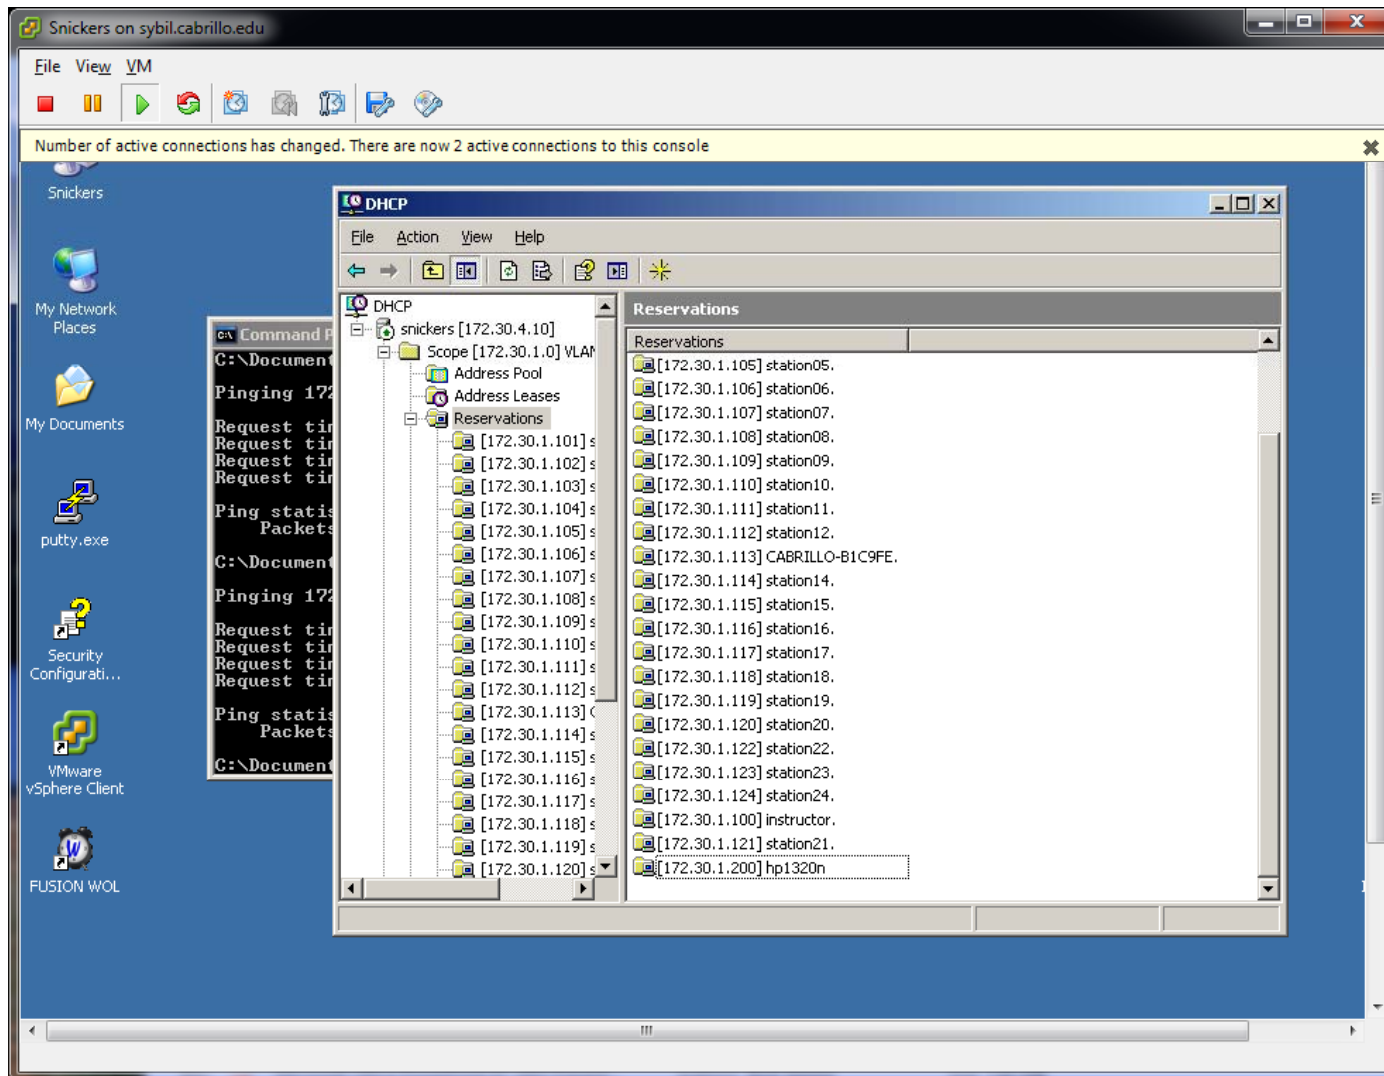 Snickers on sybil.cabrillo.edu
File View VM
Number of active connections has changed. There are now 2 active connections to this console
Snickers
My Network
Places
My Documents
putty.exe
Security
Configurati...
VMware
vSphere Client
FUSION WOL
Command P
C:\Document
Pinging 172
Request tim
Request tim
Request tim
Request tim
Ping statis
Packets
C:\Document
Pinging 172
Request tim
Request tim
Request tim
Request tim
Ping statis
Packets
C:\Document
DHCP
File Action View Help
DHCP
snickers [172.30.4.10]
Scope [172.30.1.0] VLAN
Address Pool
Address Leases
Reservations
[172.30.1.101] s
[172.30.1.102] s
[172.30.1.103] s
[172.30.1.104] s
[172.30.1.105] s
[172.30.1.106] s
[172.30.1.107] s
[172.30.1.108] s
[172.30.1.109] s
[172.30.1.110] s
[172.30.1.111] s
[172.30.1.112] s
[172.30.1.113] C
[172.30.1.114] s
[172.30.1.115] s
[172.30.1.116] s
[172.30.1.117] s
[172.30.1.118] s
[172.30.1.119] s
[172.30.1.120] s
Reservations
Reservations
[172.30.1.105] station05.
[172.30.1.106] station06.
[172.30.1.107] station07.
[172.30.1.108] station08.
[172.30.1.109] station09.
[172.30.1.110] station10.
[172.30.1.111] station11.
[172.30.1.112] station12.
[172.30.1.113] CABRILLO-B1C9FE.
[172.30.1.114] station14.
[172.30.1.115] station15.
[172.30.1.116] station16.
[172.30.1.117] station17.
[172.30.1.118] station18.
[172.30.1.119] station19.
[172.30.1.120] station20.
[172.30.1.122] station22.
[172.30.1.123] station23.
[172.30.1.124] station24.
[172.30.1.100] instructor.
[172.30.1.121] station21.
[172.30.1.200] hp1320n